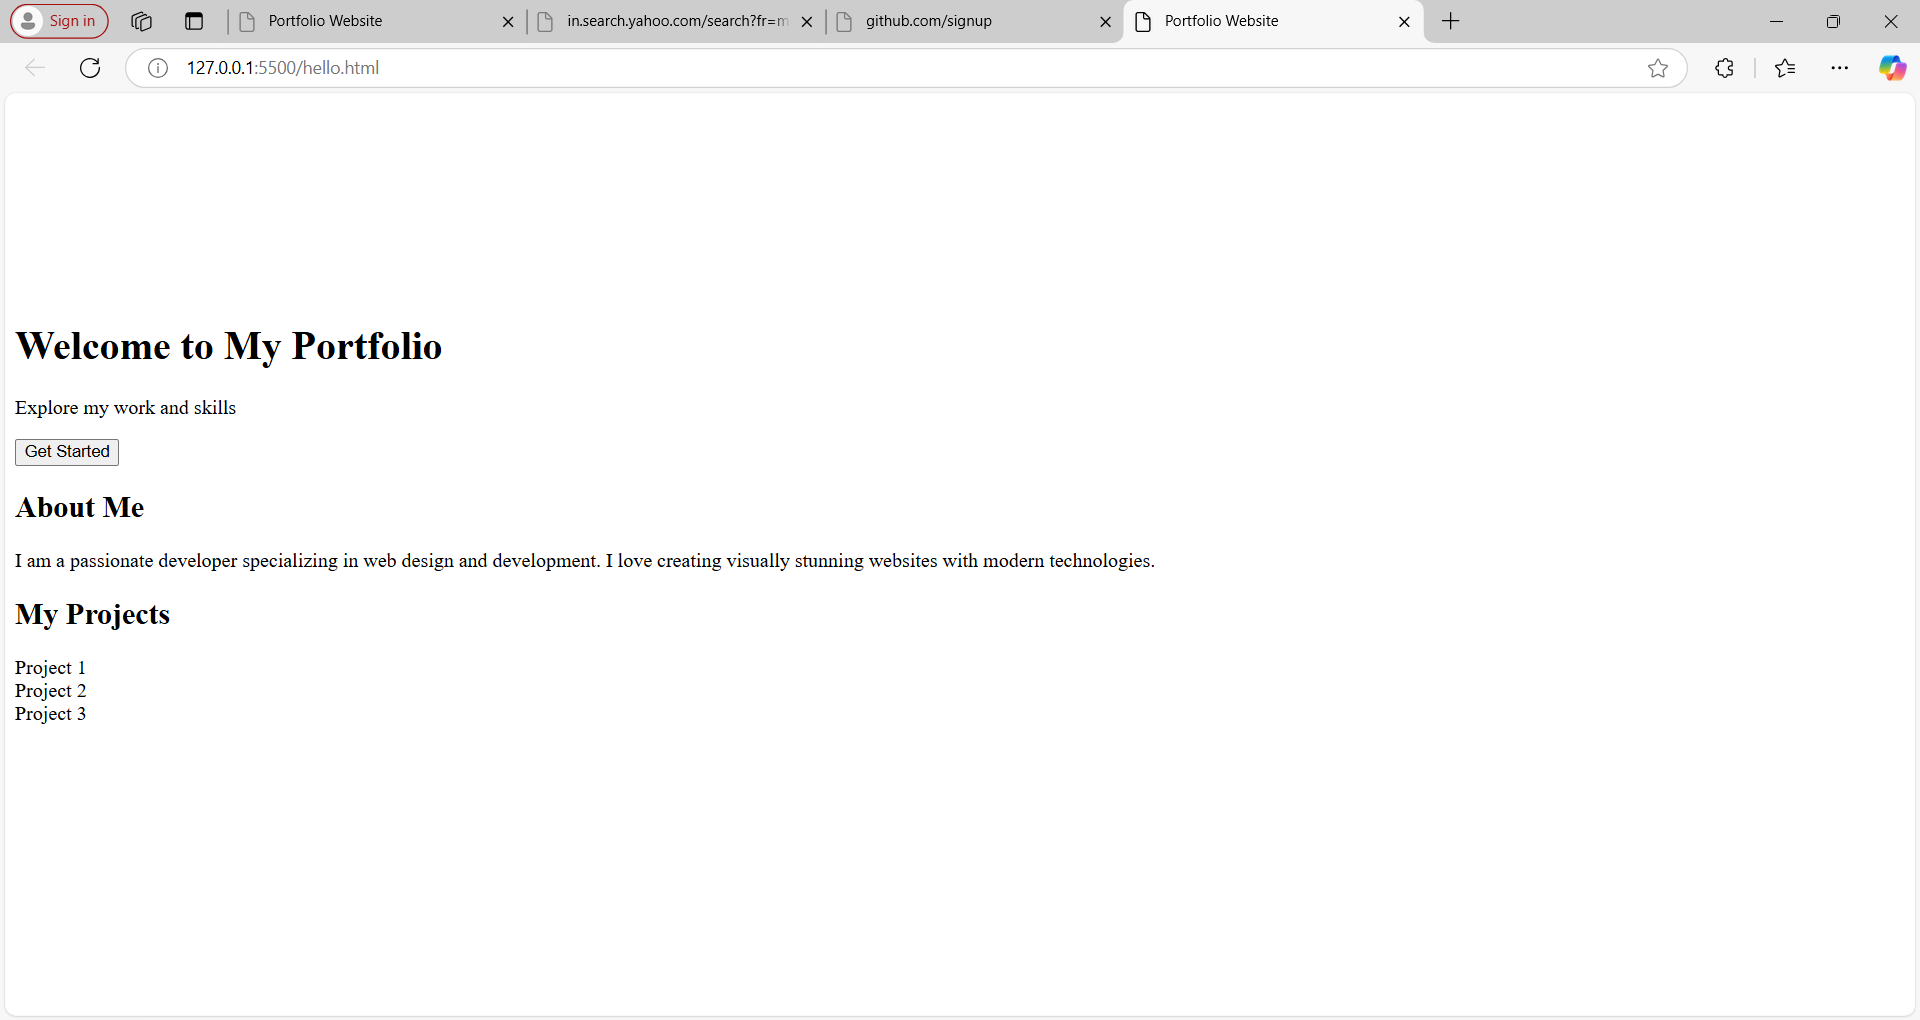 Sign in
Portfolio Website
in.search.yahoo.com/search?fr=m
github.com/signup
Portfolio Website
127.0.0.1:5500/hello.html
Welcome to My Portfolio
Explore my work and skills
Get Started
About Me
I am a passionate developer specializing in web design and development. I love creating visually stunning websites with modern technologies.
My Projects
Project 1
Project 2
Project 3